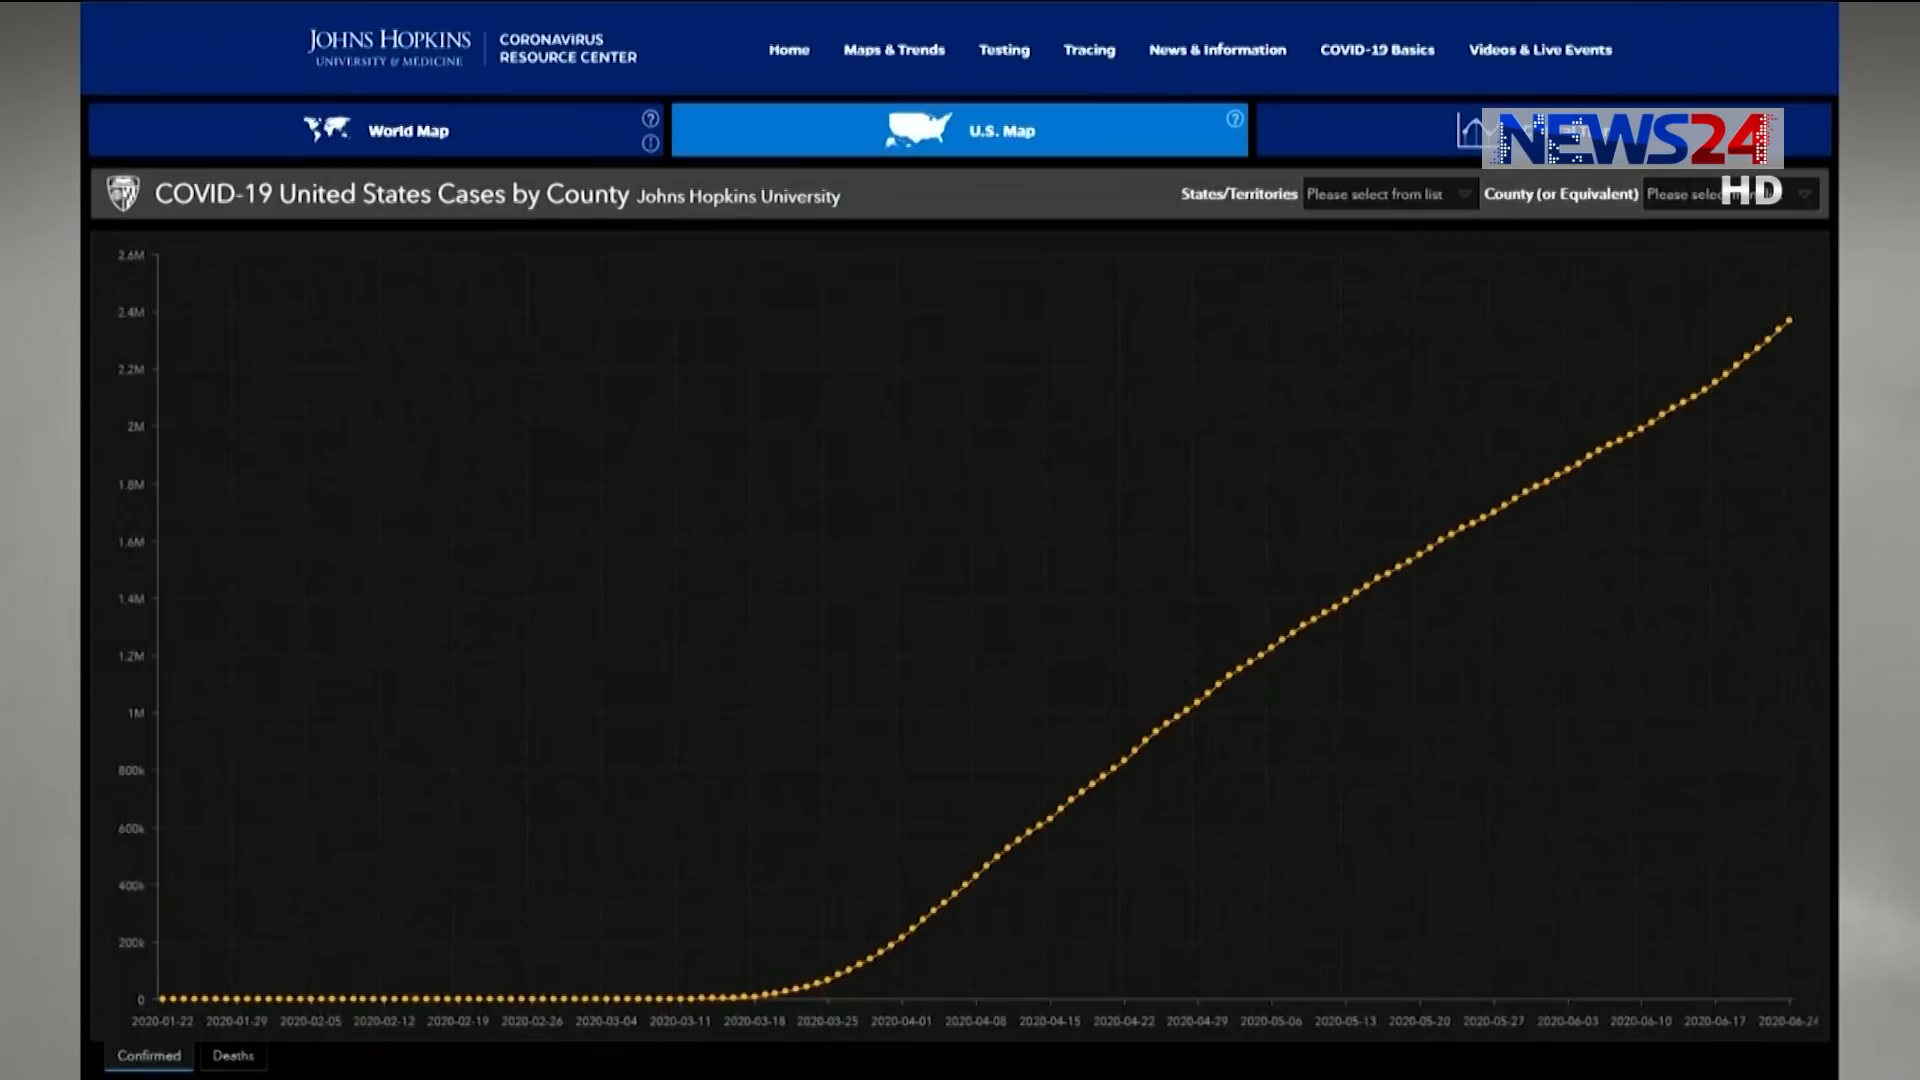 JOHNS HOPKINS
UNIVERSITY & MEDICINE
CORONAVIRUS
RESOURCE CENTER
Home
Maps & Trends
Testing
Tracing
News & Information
COVID-19 Basics
Videos & Live Events
World Map
U.S. Map
NEWS24
HD
COVID-19 United States Cases by County Johns Hopkins University
States/Territories
Please select from list
County (or Equivalent)
Please
2.6M
2.4M
2.2M
2M
1.8M
1.6M
1.4M
1.2M
1M
800k
600k
400k
200k
0
2020-01-22 2020-01-29 2020-02-05 2020-02-12 2020-02-19 2020-02-26 2020-03-04 2020-03-11 2020-03-18 2020-03-25 2020-04-01 2020-04-08 2020-04-15 2020-04-22 2020-04-29 2020-05-06 2020-05-13 2020-05-20 2020-05-27 2020-06-03 2020-06-10 2020-06-17 2020-06-24
Confirmed
Deaths